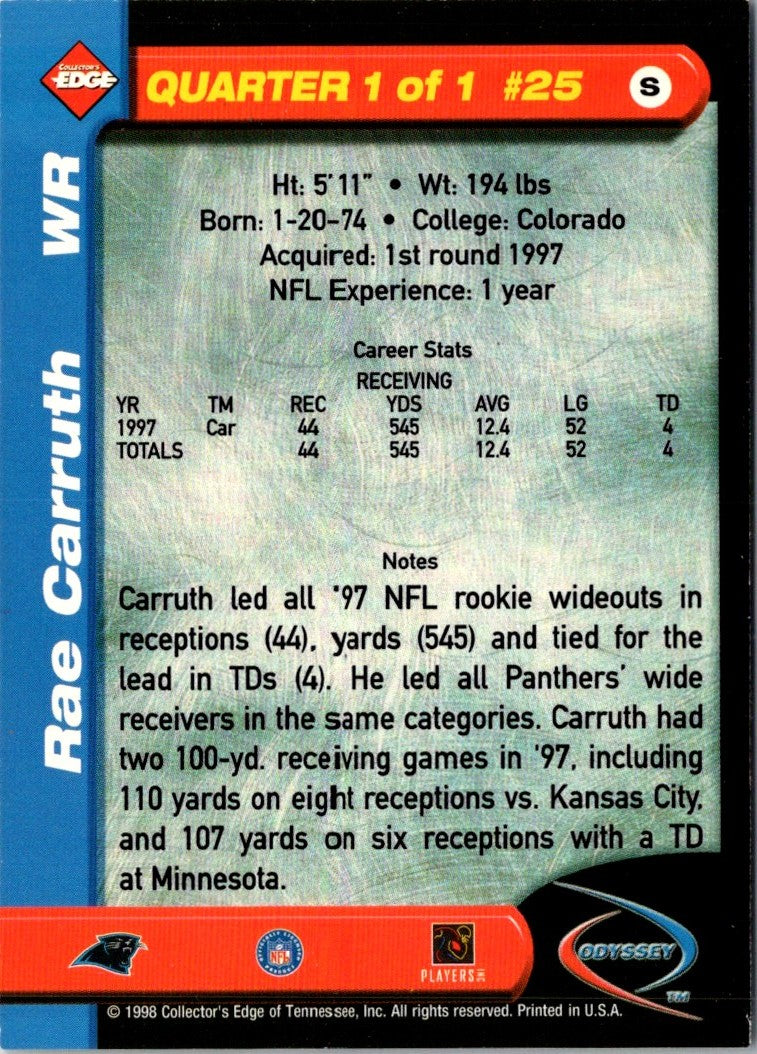 COLLECTOR'S
EDGE
QUARTER 1 of 1 #25
S
Rae Carruth WR
Ht: 5'11" • Wt: 194 lbs
Born: 1-20-74 • College: Colorado
Acquired: 1st round 1997
NFL Experience: 1 year
Career Stats
RECEIVING
YR TM REC YDS AVG LG TD
1997 Car 44 545 12.4 52 4
TOTALS 44 545 12.4 52 4
Notes
Carruth led all '97 NFL rookie wideouts in
receptions (44), yards (545) and tied for the
lead in TDs (4). He led all Panthers' wide
receivers in the same categories. Carruth had
two 100-yd. receiving games in '97, including
110 yards on eight receptions vs. Kansas City,
and 107 yards on six receptions with a TD
at Minnesota.
NFL
PLAYERS INC
ODYSSEY
TM
© 1998 Collector's Edge of Tennessee, Inc. All rights reserved. Printed in U.S.A.